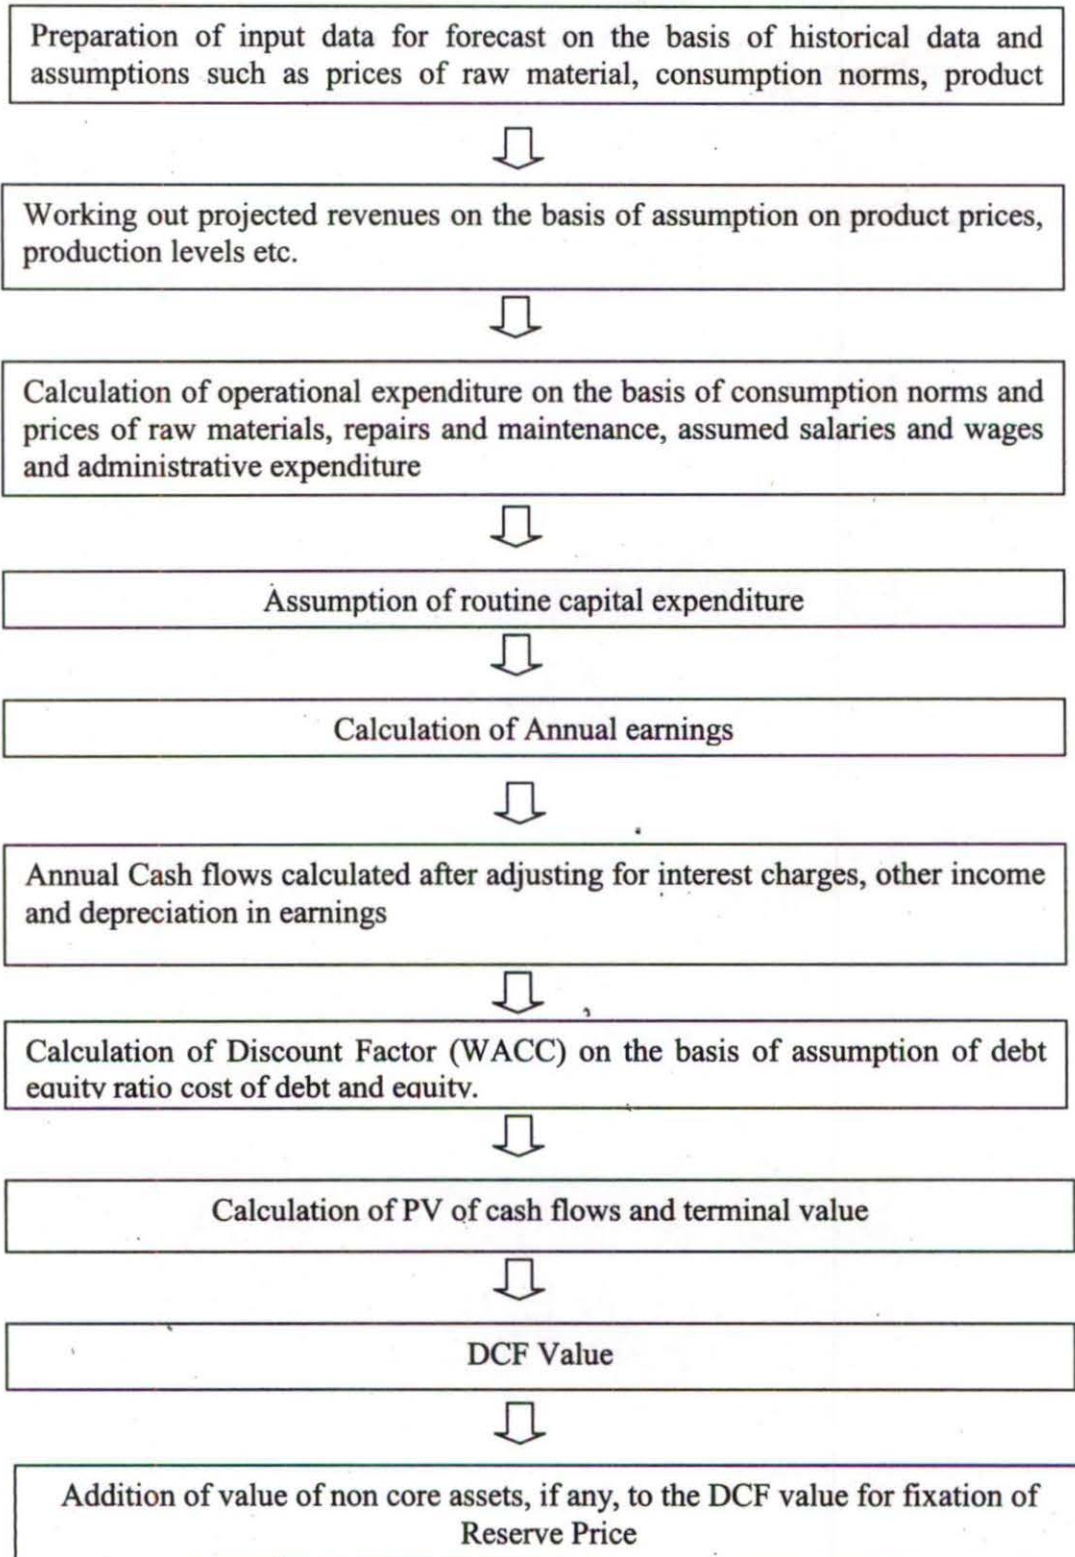 Preparation of input data for forecast on the basis of historical data and
assumptions such as prices of raw material, consumption norms, product
Working out projected revenues on the basis of assumption on product prices,
production levels etc.
Calculation of operational expenditure on the basis of consumption norms and
prices of raw materials, repairs and maintenance, assumed salaries and wages
and administrative expenditure
Assumption of routine capital expenditure
Calculation of Annual earnings
Annual Cash flows calculated after adjusting for interest charges, other income
and depreciation in earnings
Calculation of Discount Factor (WACC) on the basis of assumption of debt
equity ratio cost of debt and equity.
Calculation of PV of cash flows and terminal value
DCF Value
Addition of value of non core assets, if any, to the DCF value for fixation of
Reserve Price